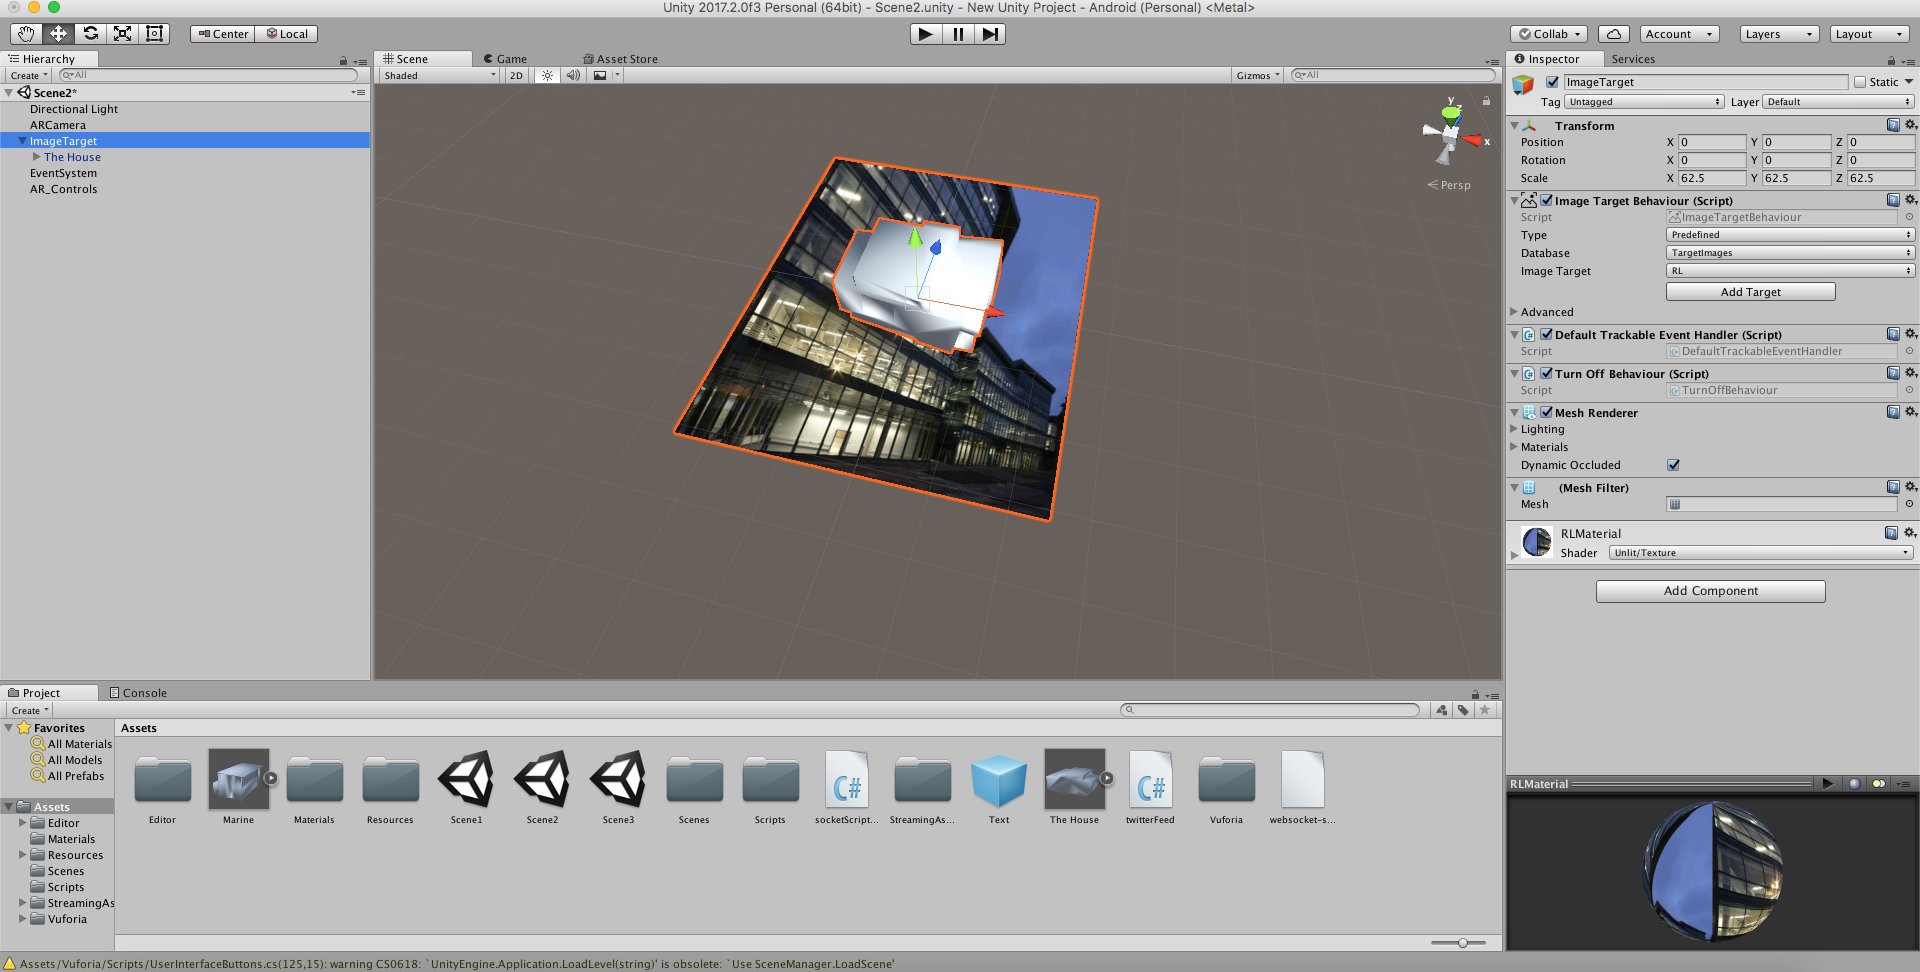 Unity 2017.2.0f3 Personal (64bit) - Scene2.unity - New Unity Project - Android (Personal) <Metal>
Center Local
Collab Account Layers Layout
Hierarchy
Create All
Scene2*
Directional Light
ARCamera
ImageTarget
The House
EventSystem
AR_Controls
Scene Game Asset Store
Shaded 2D Gizmos All
y
z
x
Persp
Inspector Services
ImageTarget Static
Tag Untagged Layer Default
Transform
Position X 0 Y 0 Z 0
Rotation X 0 Y 0 Z 0
Scale X 62.5 Y 62.5 Z 62.5
Image Target Behaviour (Script)
Script ImageTargetBehaviour
Type Predefined
Database TargetImages
Image Target RL
Add Target
Advanced
Default Trackable Event Handler (Script)
Script DefaultTrackableEventHandler
Turn Off Behaviour (Script)
Script TurnOffBehaviour
Mesh Renderer
Lighting
Materials
Dynamic Occluded
(Mesh Filter)
Mesh
RLMaterial
Shader Unlit/Texture
Add Component
RLMaterial
Project Console
Create
Favorites
All Materials
All Models
All Prefabs
Assets
Editor
Materials
Resources
Scenes
Scripts
StreamingAs
Vuforia
Assets
C# C#
Editor Marine Materials Resources Scene1 Scene2 Scene3 Scenes Scripts socketScript... StreamingAs... Text The House twitterFeed Vuforia websocket-s...
Assets/Vuforia/Scripts/UserInterfaceButtons.cs(125,15): warning CS0618: `UnityEngine.Application.LoadLevel(string)' is obsolete: `Use SceneManager.LoadScene'